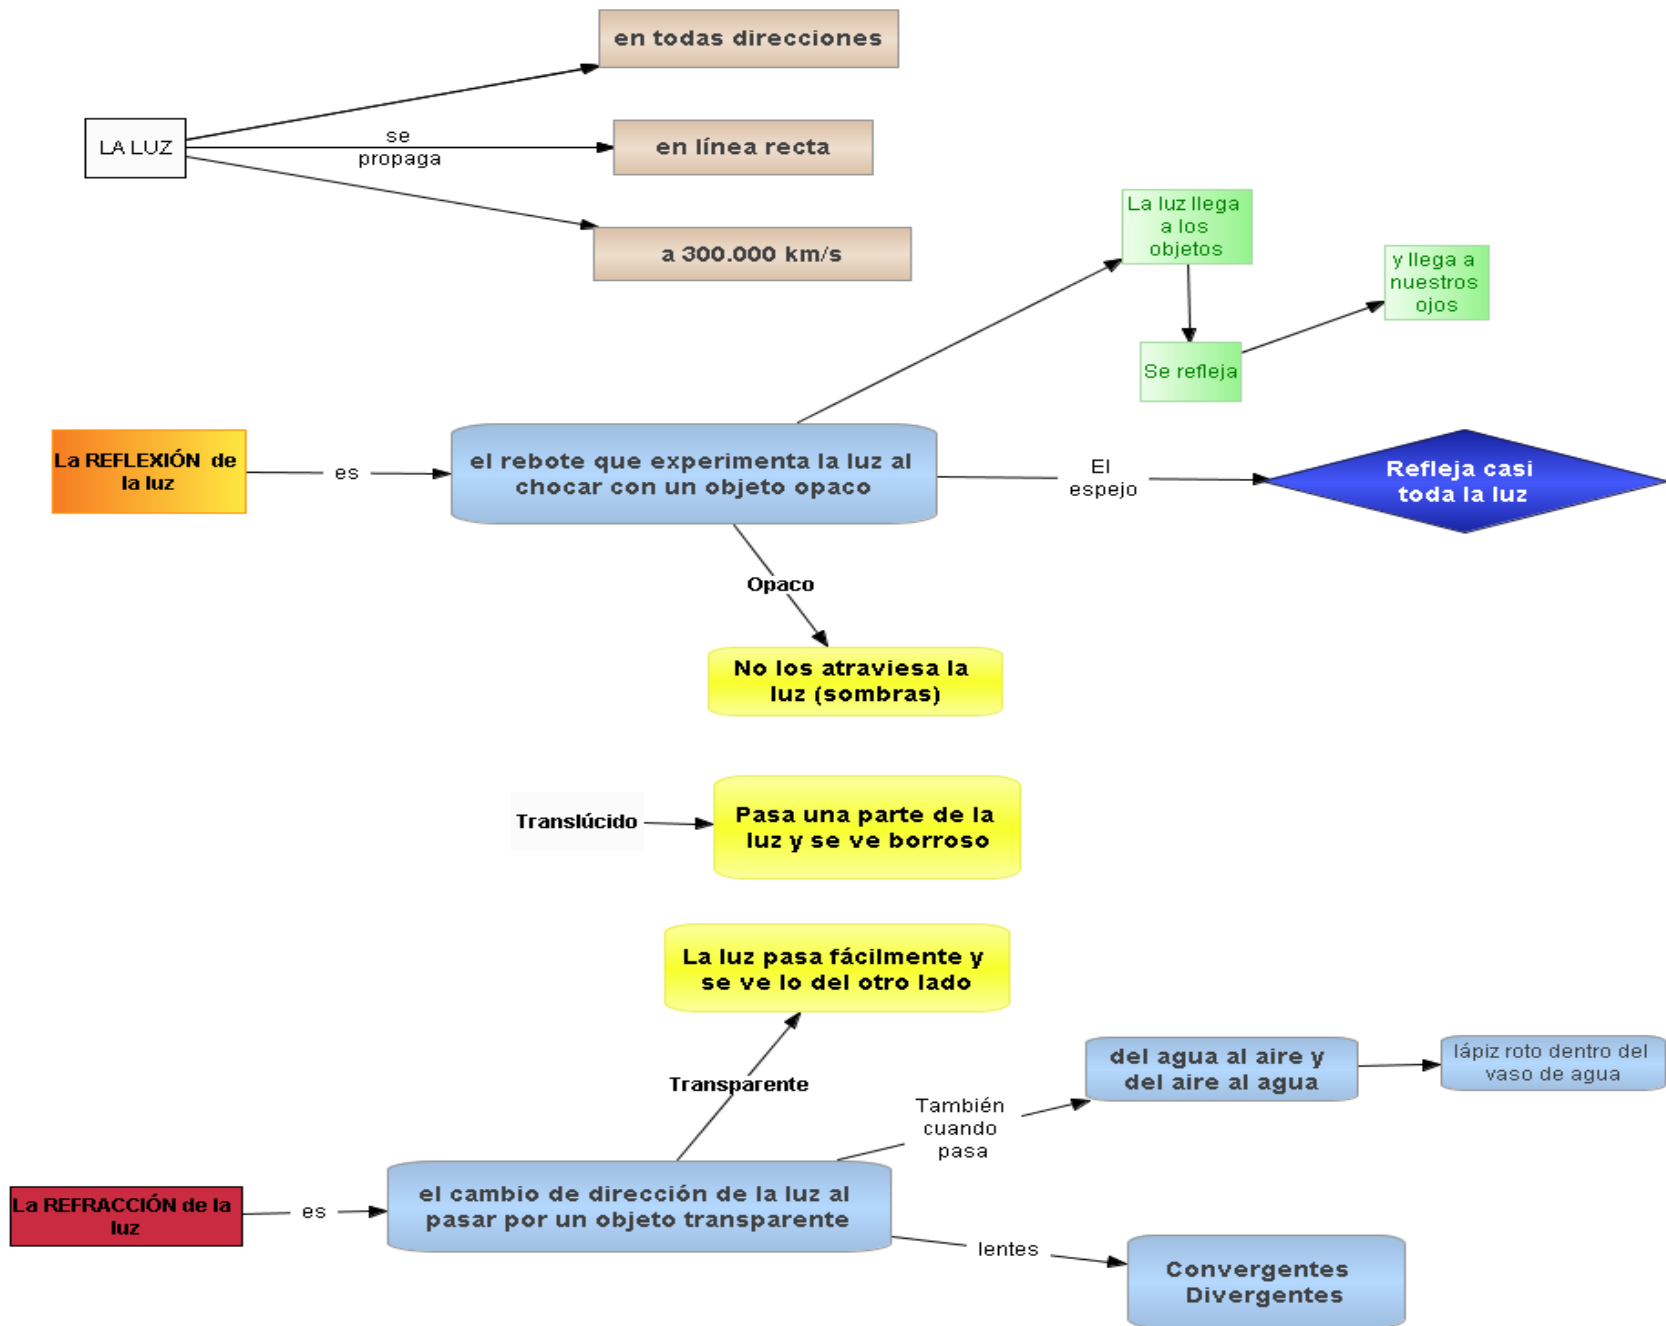 en todas direcciones
LA LUZ
se
propaga
en línea recta
a 300.000 km/s
La luz llega
a los
objetos
y llega a
nuestros
ojos
Se refleja
La REFLEXIÓN de
la luz
es
el rebote que experimenta la luz al
chocar con un objeto opaco
El
espejo
Refleja casi
toda la luz
Opaco
No los atraviesa la
luz (sombras)
Translúcido
Pasa una parte de la
luz y se ve borroso
La luz pasa fácilmente y
se ve lo del otro lado
Transparente
del agua al aire y
del aire al agua
lápiz roto dentro del
vaso de agua
También
cuando
pasa
La REFRACCIÓN de la
luz
es
el cambio de dirección de la luz al
pasar por un objeto transparente
lentes
Convergentes
Divergentes